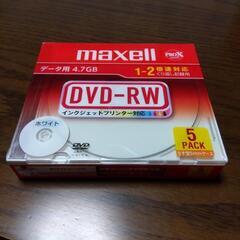 maxell
データ用 4.7GB
1-2倍速対応
くり返し記録用
DVD-RW
インクジェットプリンター対応
ホワイト
DVD
5
PACK